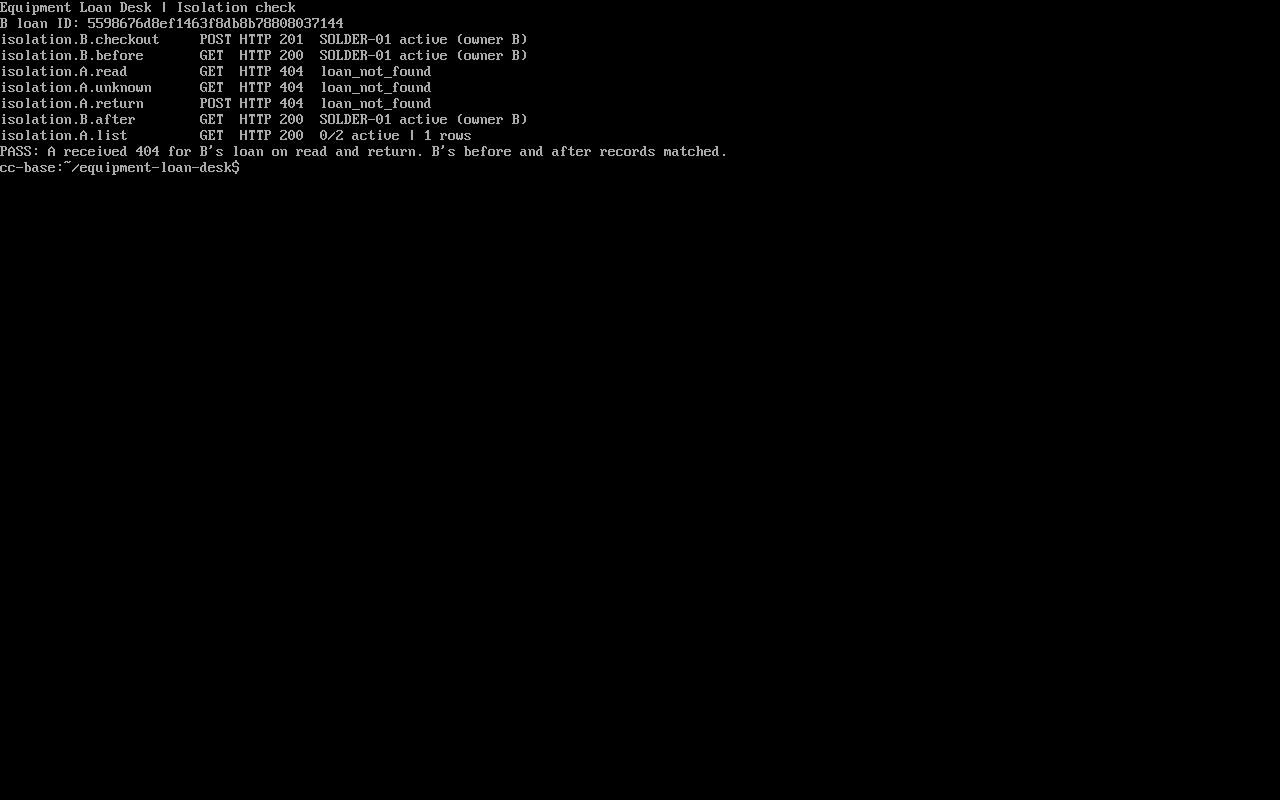 Equipment Loan Desk | Isolation check
B loan ID: 5598676d8ef1463f8db8b78808037144
isolation.B.checkout     POST HTTP 201  SOLDER-01 active (owner B)
isolation.B.before       GET  HTTP 200  SOLDER-01 active (owner B)
isolation.A.read         GET  HTTP 404  loan_not_found
isolation.A.unknown      GET  HTTP 404  loan_not_found
isolation.A.return       POST HTTP 404  loan_not_found
isolation.B.after        GET  HTTP 200  SOLDER-01 active (owner B)
isolation.A.list         GET  HTTP 200  0/2 active | 1 rows
PASS: A received 404 for B's loan on read and return. B's before and after records matched.
cc-base:~/equipment-loan-desk$